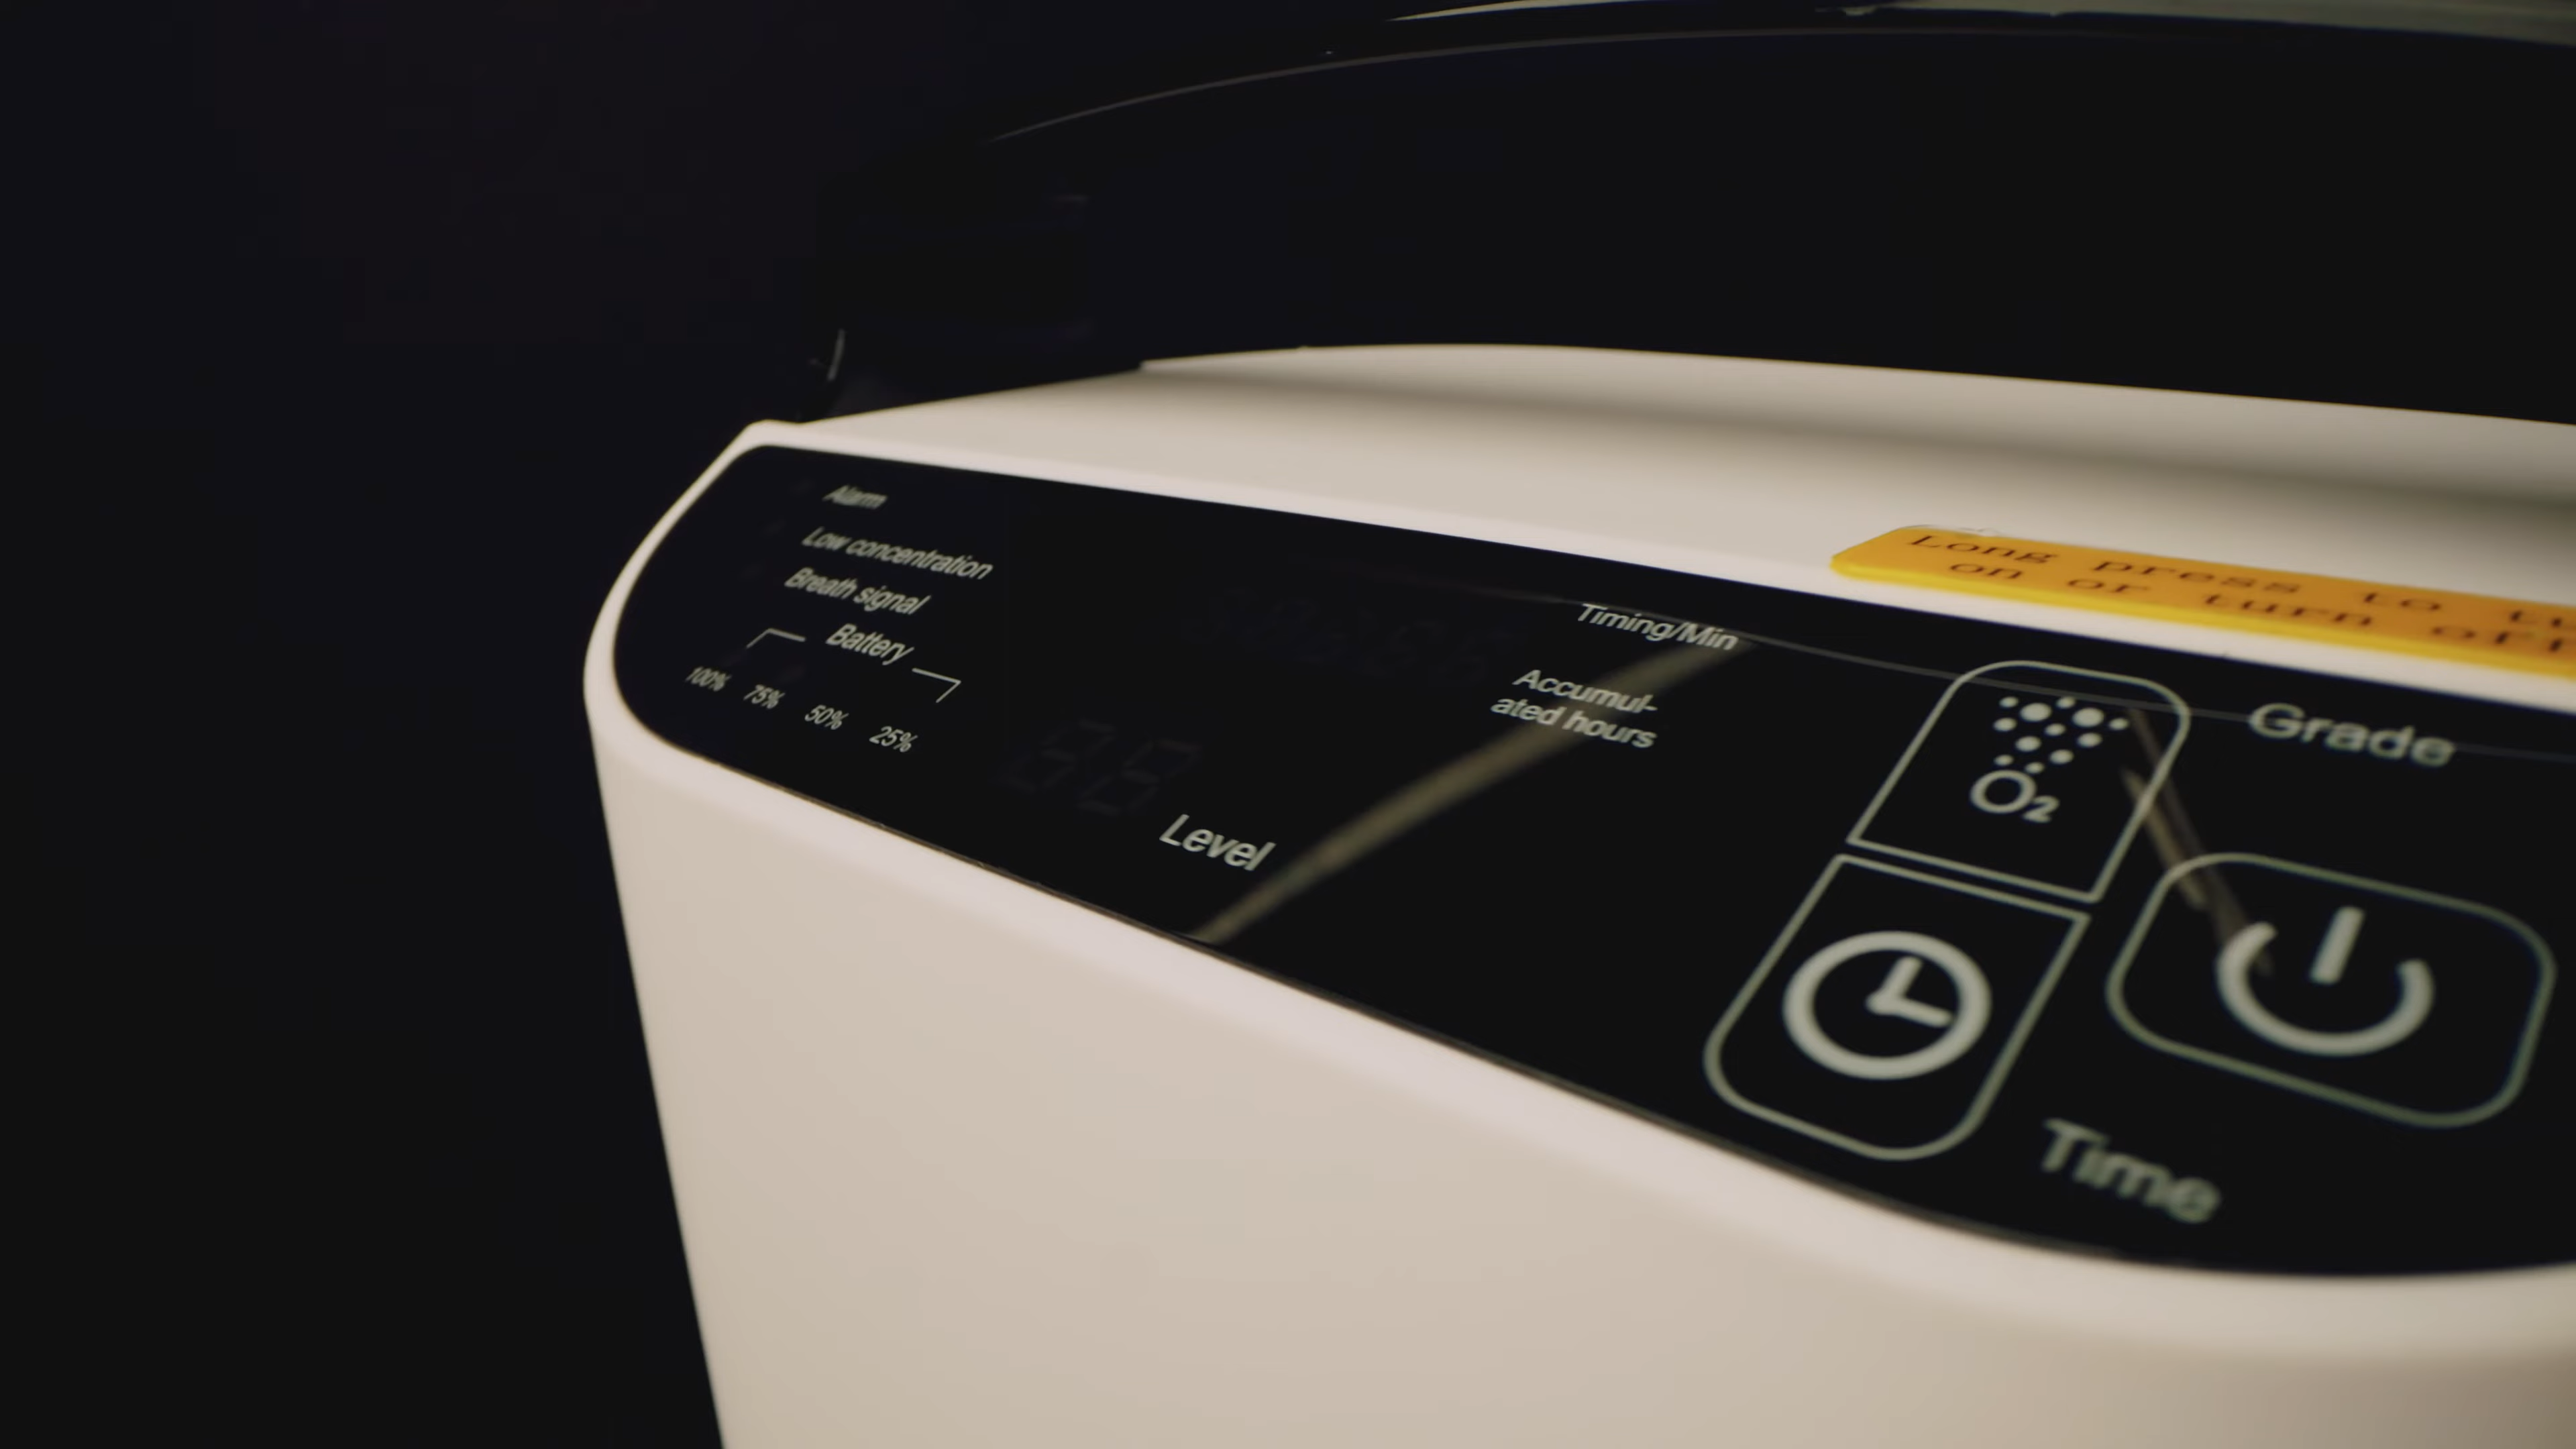 Alarm
Low concentration
Breath signal
Battery
100% 75% 50% 25%
Level
Timing/Min
Accumul-
ated hours
Long press to
on or turn off
O2
Grade
Time